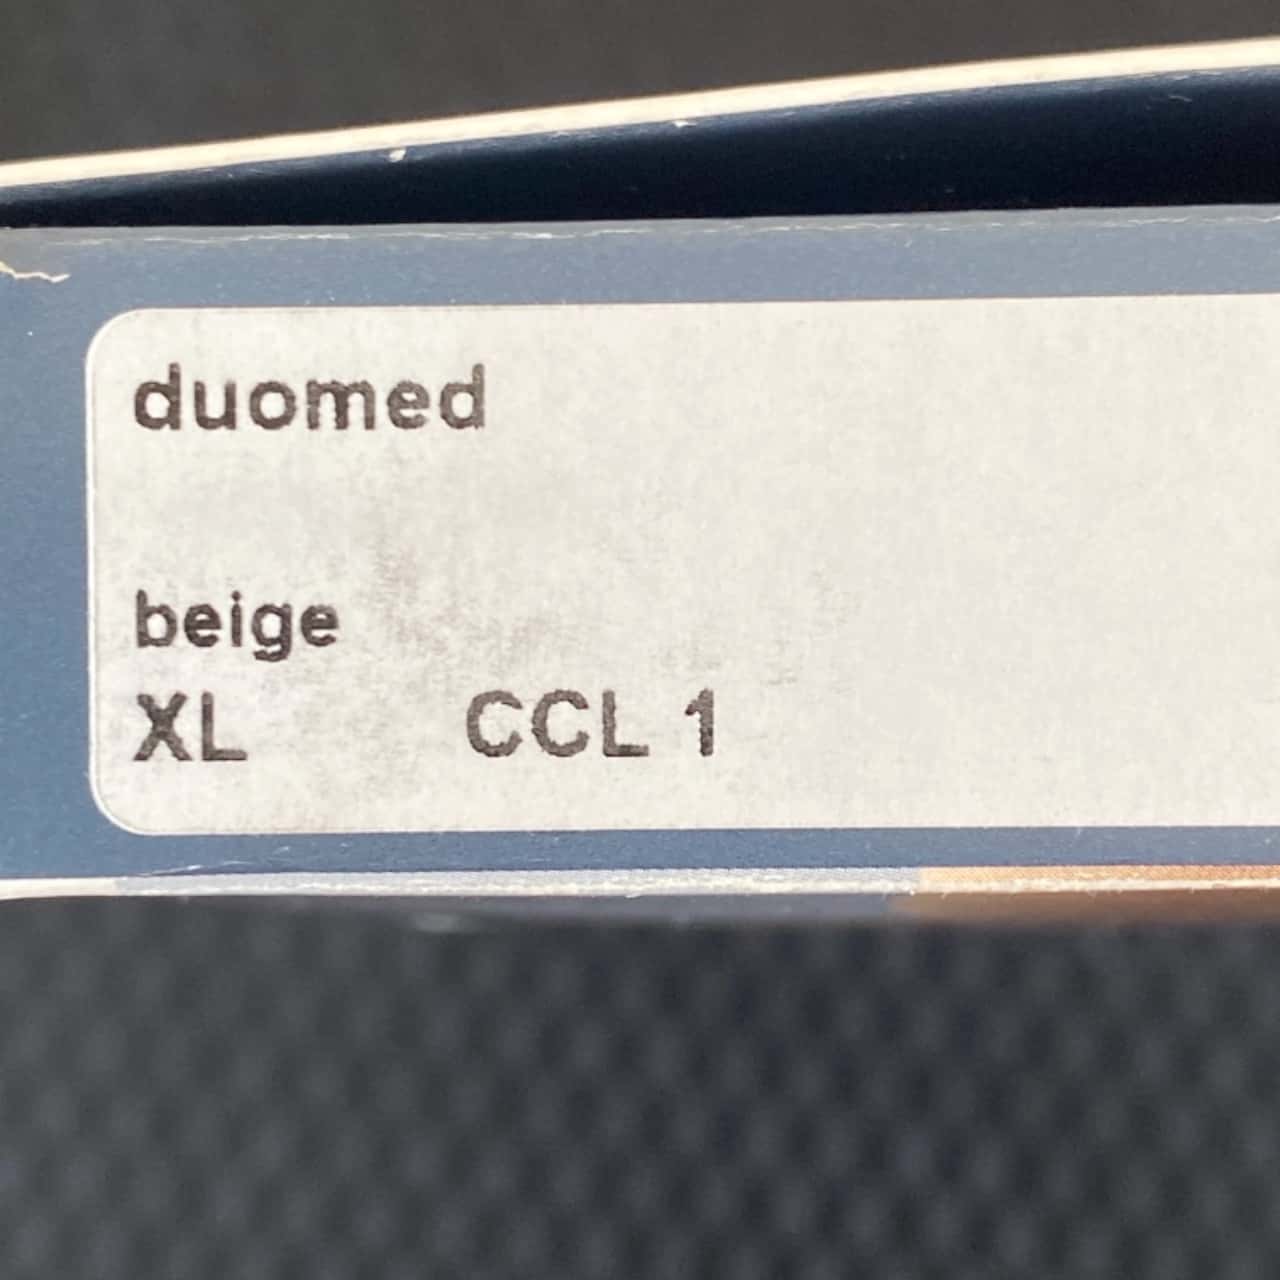 duomed
beige
XL CCL 1